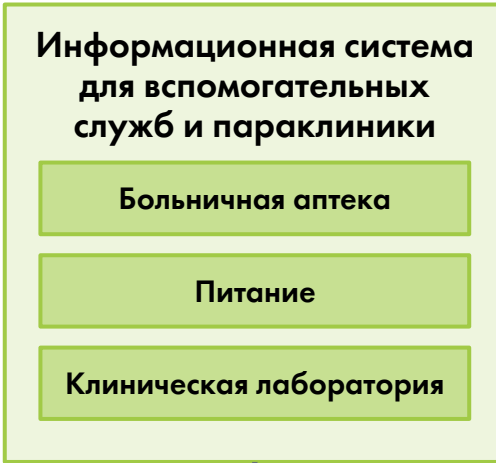 Информационная система
для вспомогательных
служб и параклиники
Больничная аптека
Питание
Клиническая лаборатория